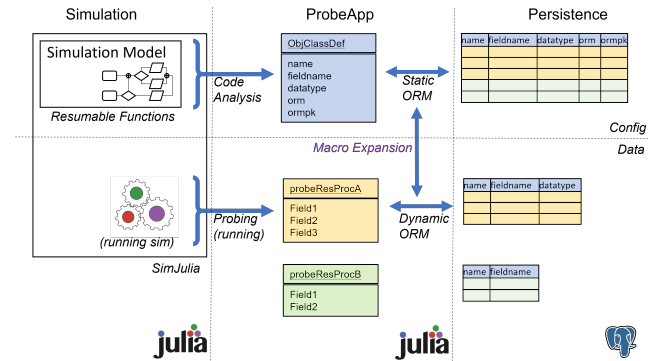 Simulation
ProbeApp
Persistence
Simulation Model
Resumable Functions
Code
Analysis
ObjClassDef
name
fieldname
datatype
orm
ormpk
Static
ORM
name fieldname datatype orm ormpk
Config
Macro Expansion
Data
(running sim)
SimJulia
Probing
(running)
probeResProcA
Field1
Field2
Field3
Dynamic
ORM
name fieldname datatype
probeResProcB
Field1
Field2
name fieldname
julia
julia